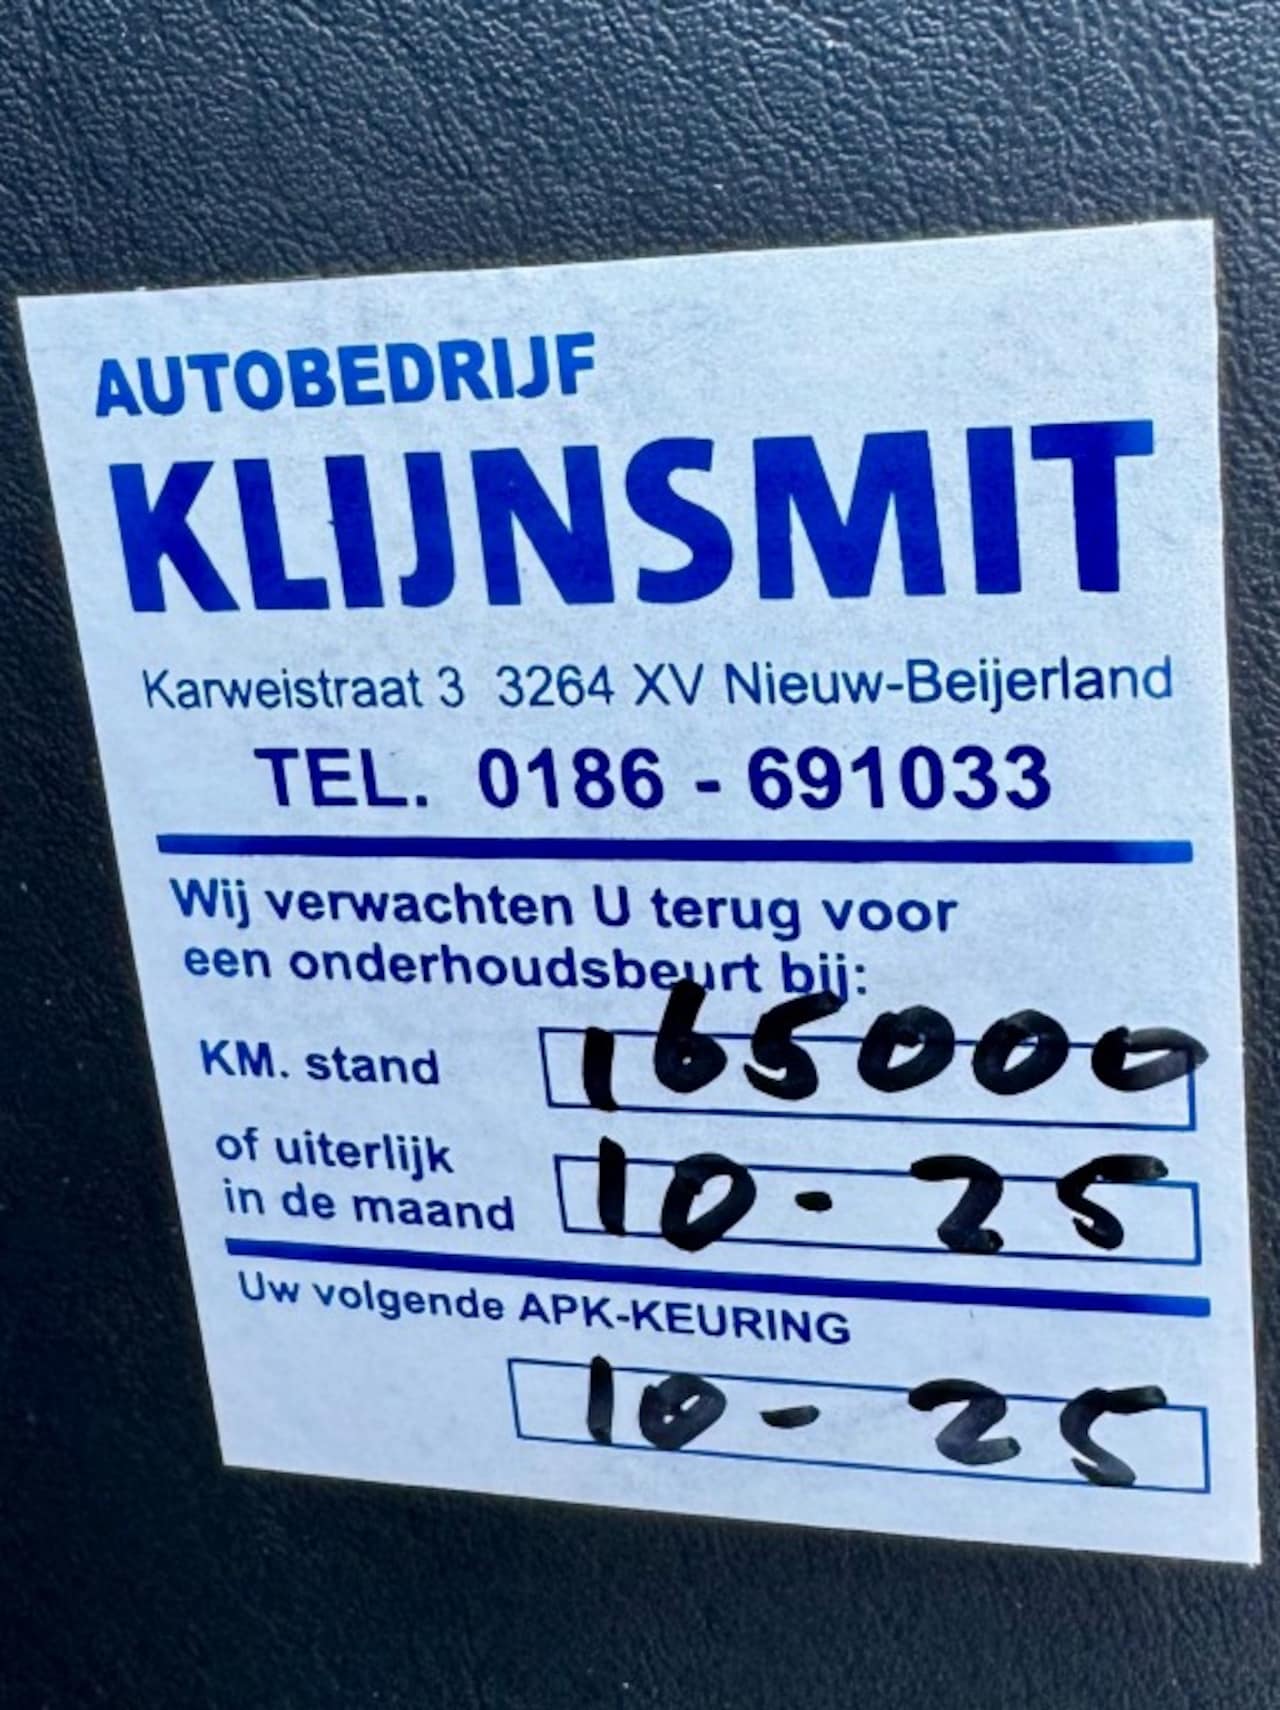 AUTOBEDRIJF
KLIJNSMIT
Karweistraat 3 3264 XV Nieuw-Beijerland
TEL. 0186 - 691033
Wij verwachten U terug voor
een onderhoudsbeurt bij:
KM. stand 165000
of uiterlijk
in de maand 10-25
Uw volgende APK-KEURING
10-25